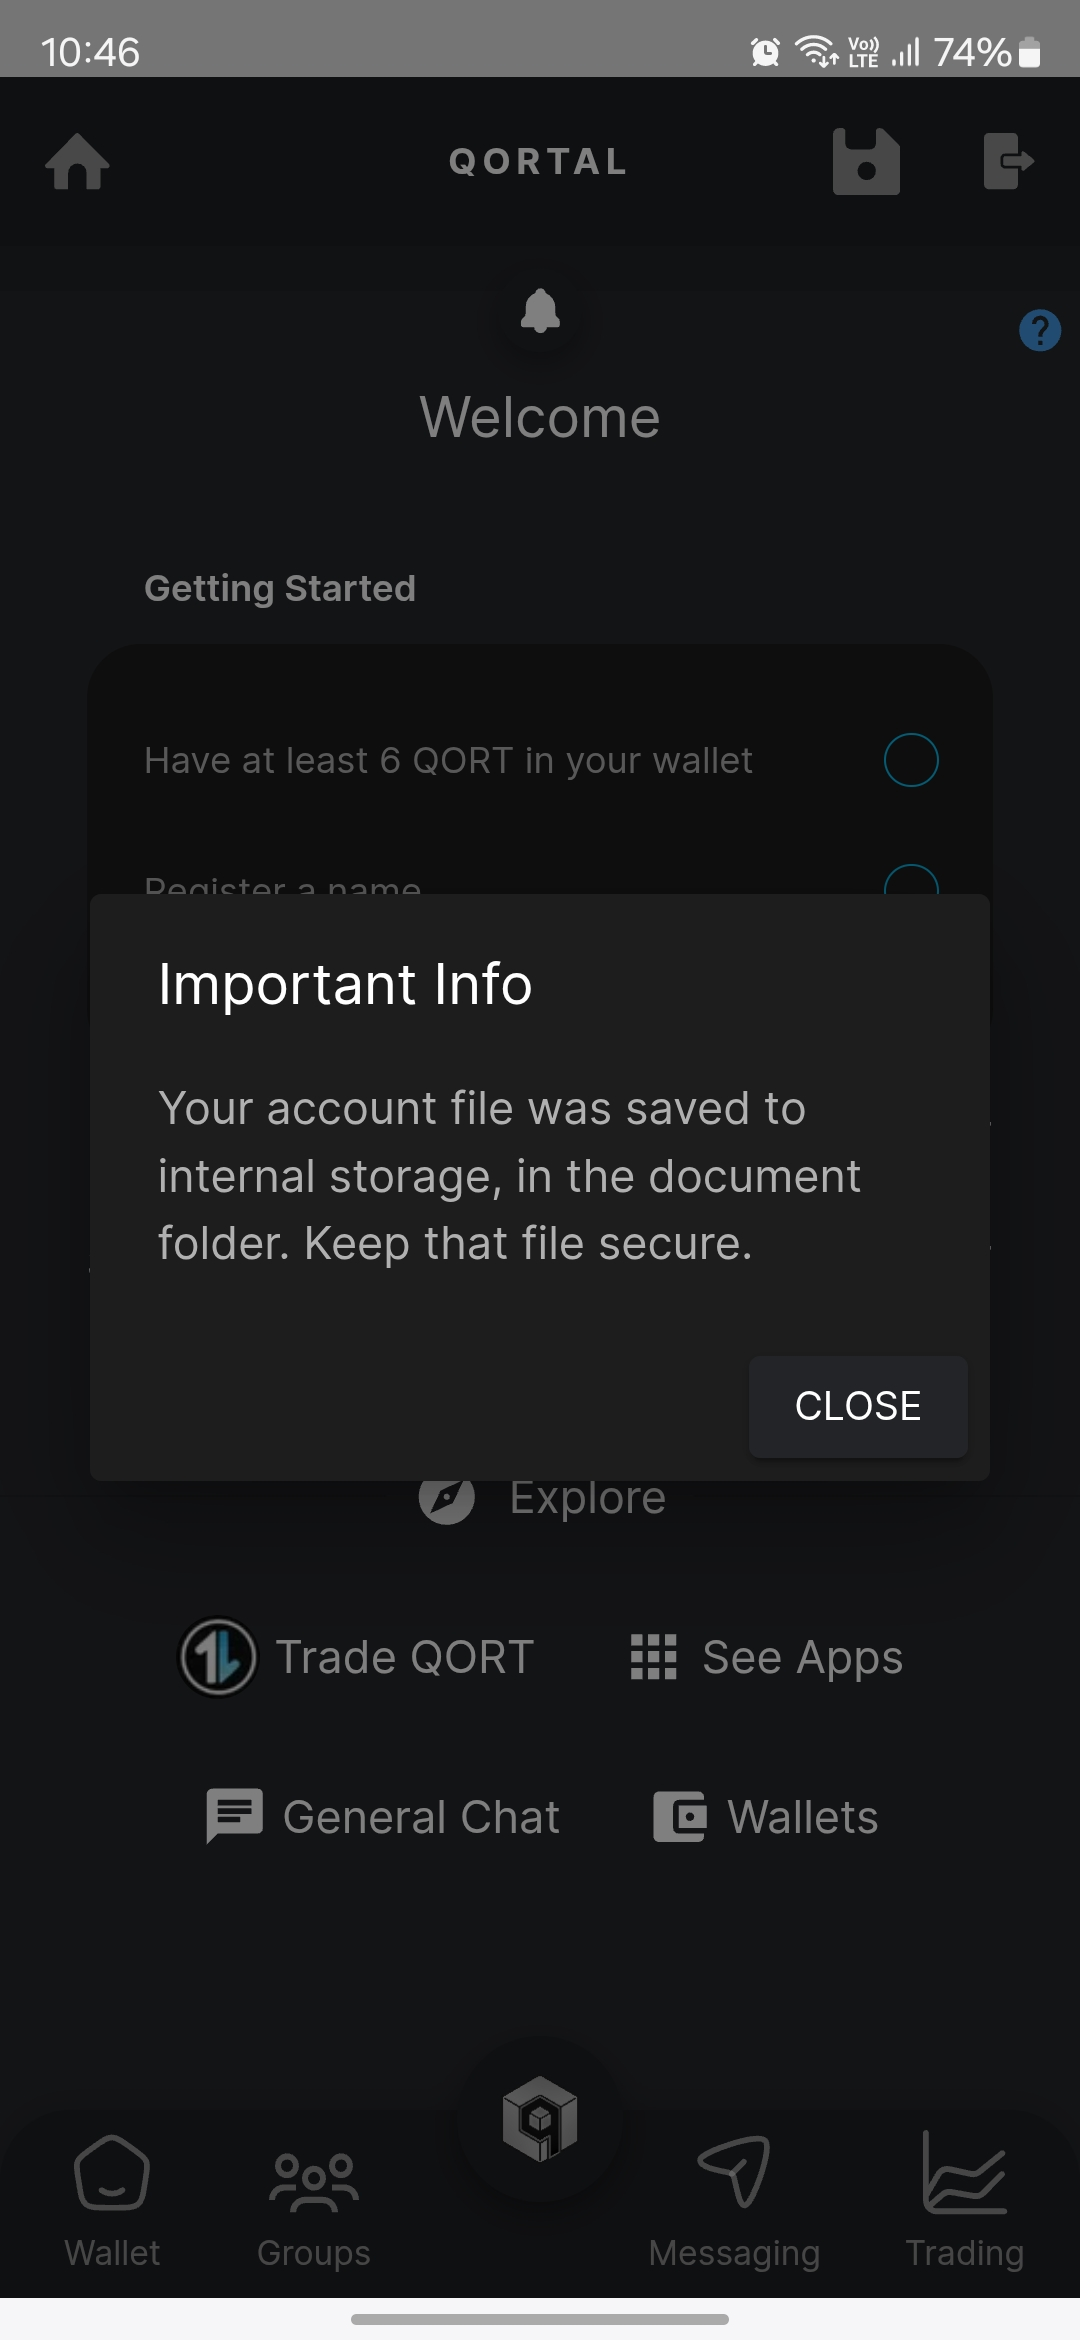 10:46
Vo)) LTE 74%
QORTAL
?
Welcome
Getting Started
Have at least 6 QORT in your wallet
Register a name
Important Info
Your account file was saved to
internal storage, in the document
folder. Keep that file secure.
CLOSE
Explore
Trade QORT See Apps
General Chat Wallets
Wallet Groups Messaging Trading